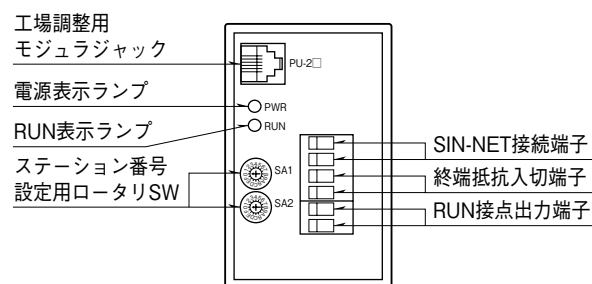 工場調整用
モジュラジャック
PU-2□
電源表示ランプ
PWR
RUN表示ランプ
RUN
ステーション番号
設定用ロータリSW
SA1
SA2
SIN-NET接続端子
終端抵抗入切端子
RUN接点出力端子